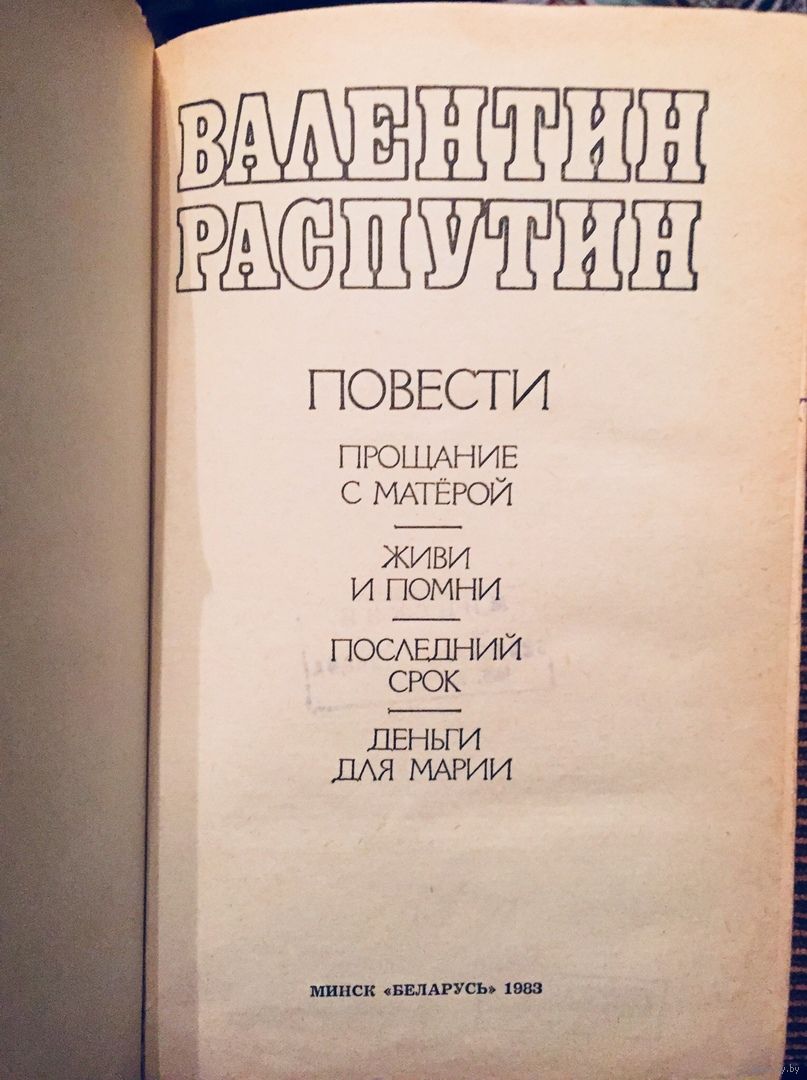 ВАЛЕНТИН
РАСПУТИН
ПОВЕСТИ
ПРОЩАНИЕ
С МАТЁРОЙ
ЖИВИ
И ПОМНИ
ПОСЛЕДНИЙ
СРОК
ДЕНЬГИ
ДЛЯ МАРИИ
МИНСК «БЕЛАРУСЬ» 1983